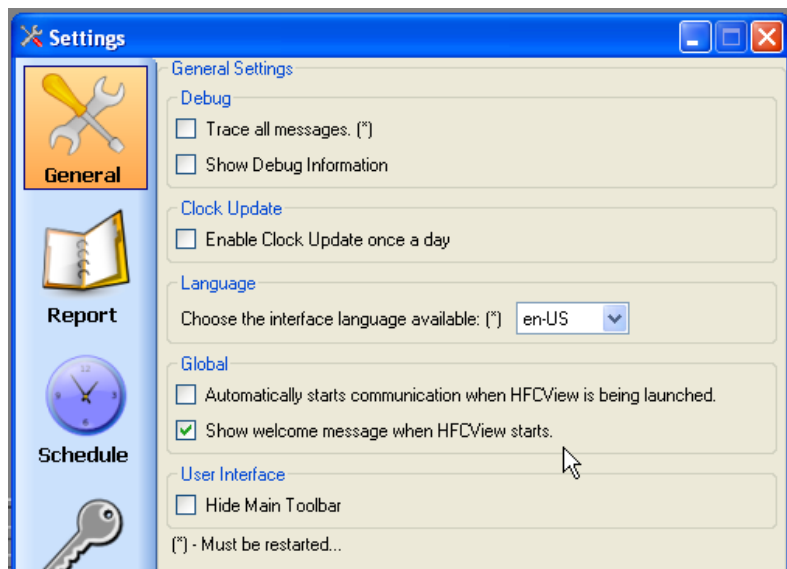 Settings
General
Report
Schedule
General Settings
Debug
Trace all messages. (*)
Show Debug Information
Clock Update
Enable Clock Update once a day
Language
Choose the interface language available: (*) en-US
Global
Automatically starts communication when HFCView is being launched.
Show welcome message when HFCView starts.
User Interface
Hide Main Toolbar
(*) - Must be restarted...